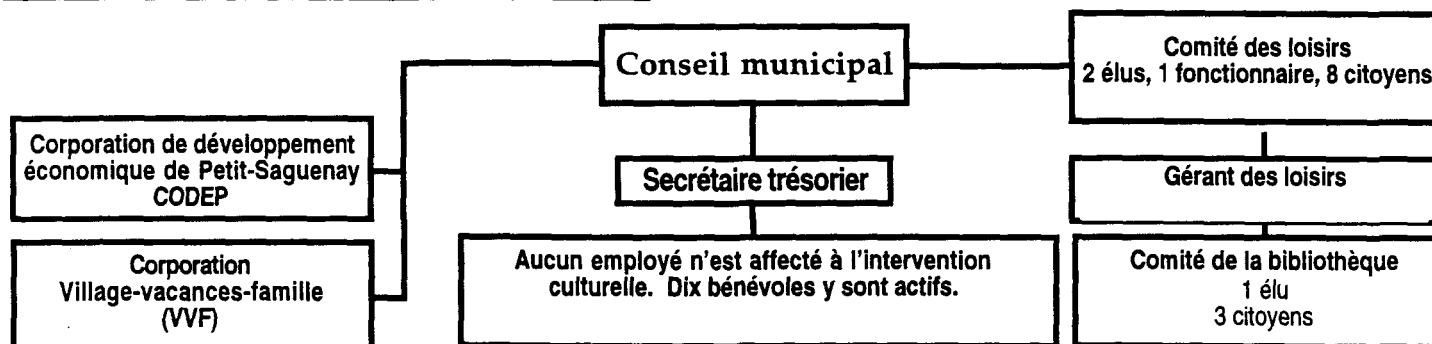 Conseil municipal
Comité des loisirs
2 élus, 1 fonctionnaire, 8 citoyens
Corporation de développement
économique de Petit-Saguenay
CODEP
Secrétaire trésorier
Gérant des loisirs
Corporation
Village-vacances-famille
(VVF)
Aucun employé n'est affecté à l'intervention
culturelle. Dix bénévoles y sont actifs.
Comité de la bibliothèque
1 élu
3 citoyens